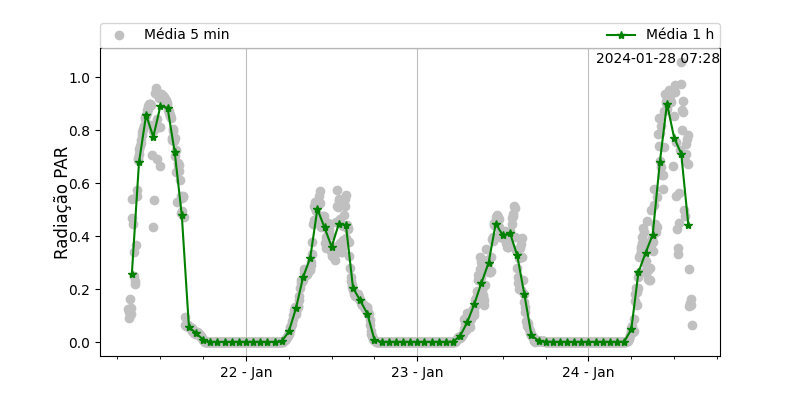 Média 5 min
Média 1 h
2024-01-28 07:28
Radiação PAR
1.0
0.8
0.6
0.4
0.2
0.0
22 - Jan
23 - Jan
24 - Jan